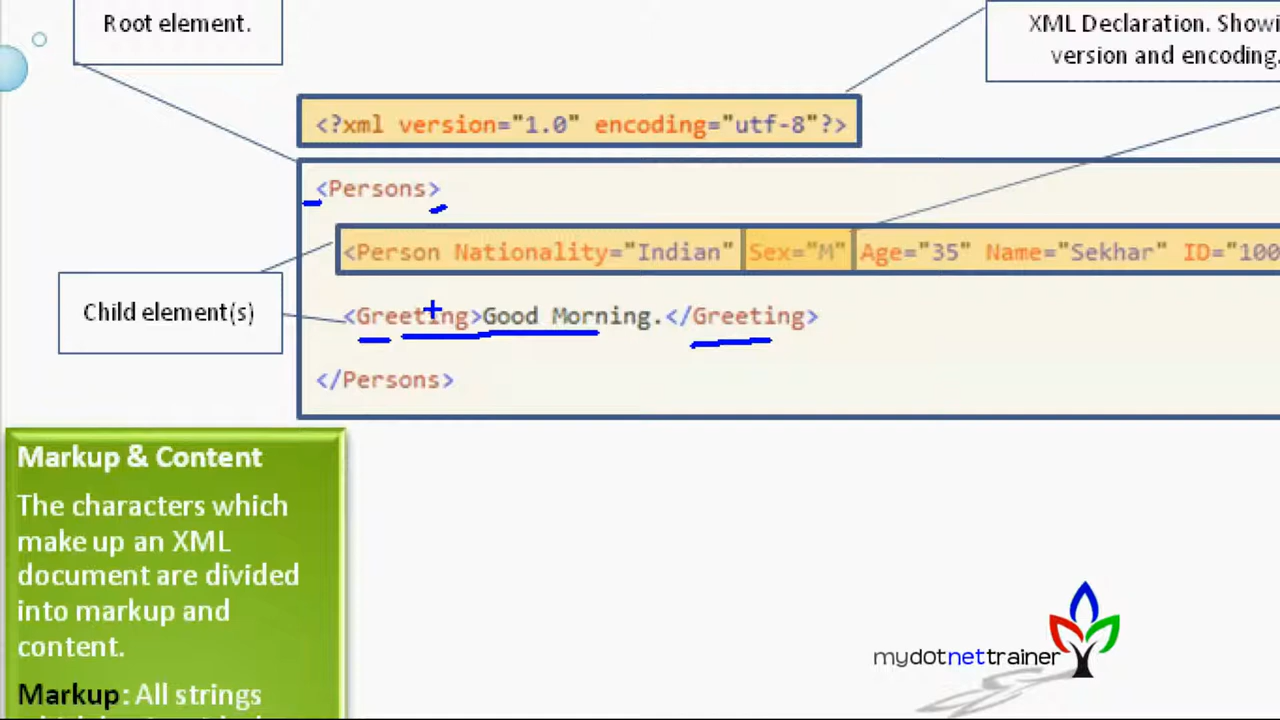 Root element.
XML Declaration. Showi
version and encoding.
<?xml version="1.0" encoding="utf-8"?>
<Persons>
<Person Nationality="Indian" Sex="M" Age="35" Name="Sekhar" ID="100
Child element(s)
<Greeting>Good Morning.</Greeting>
</Persons>
Markup & Content
The characters which
make up an XML
document are divided
into markup and
content.
Markup: All strings
mydotnettrainer